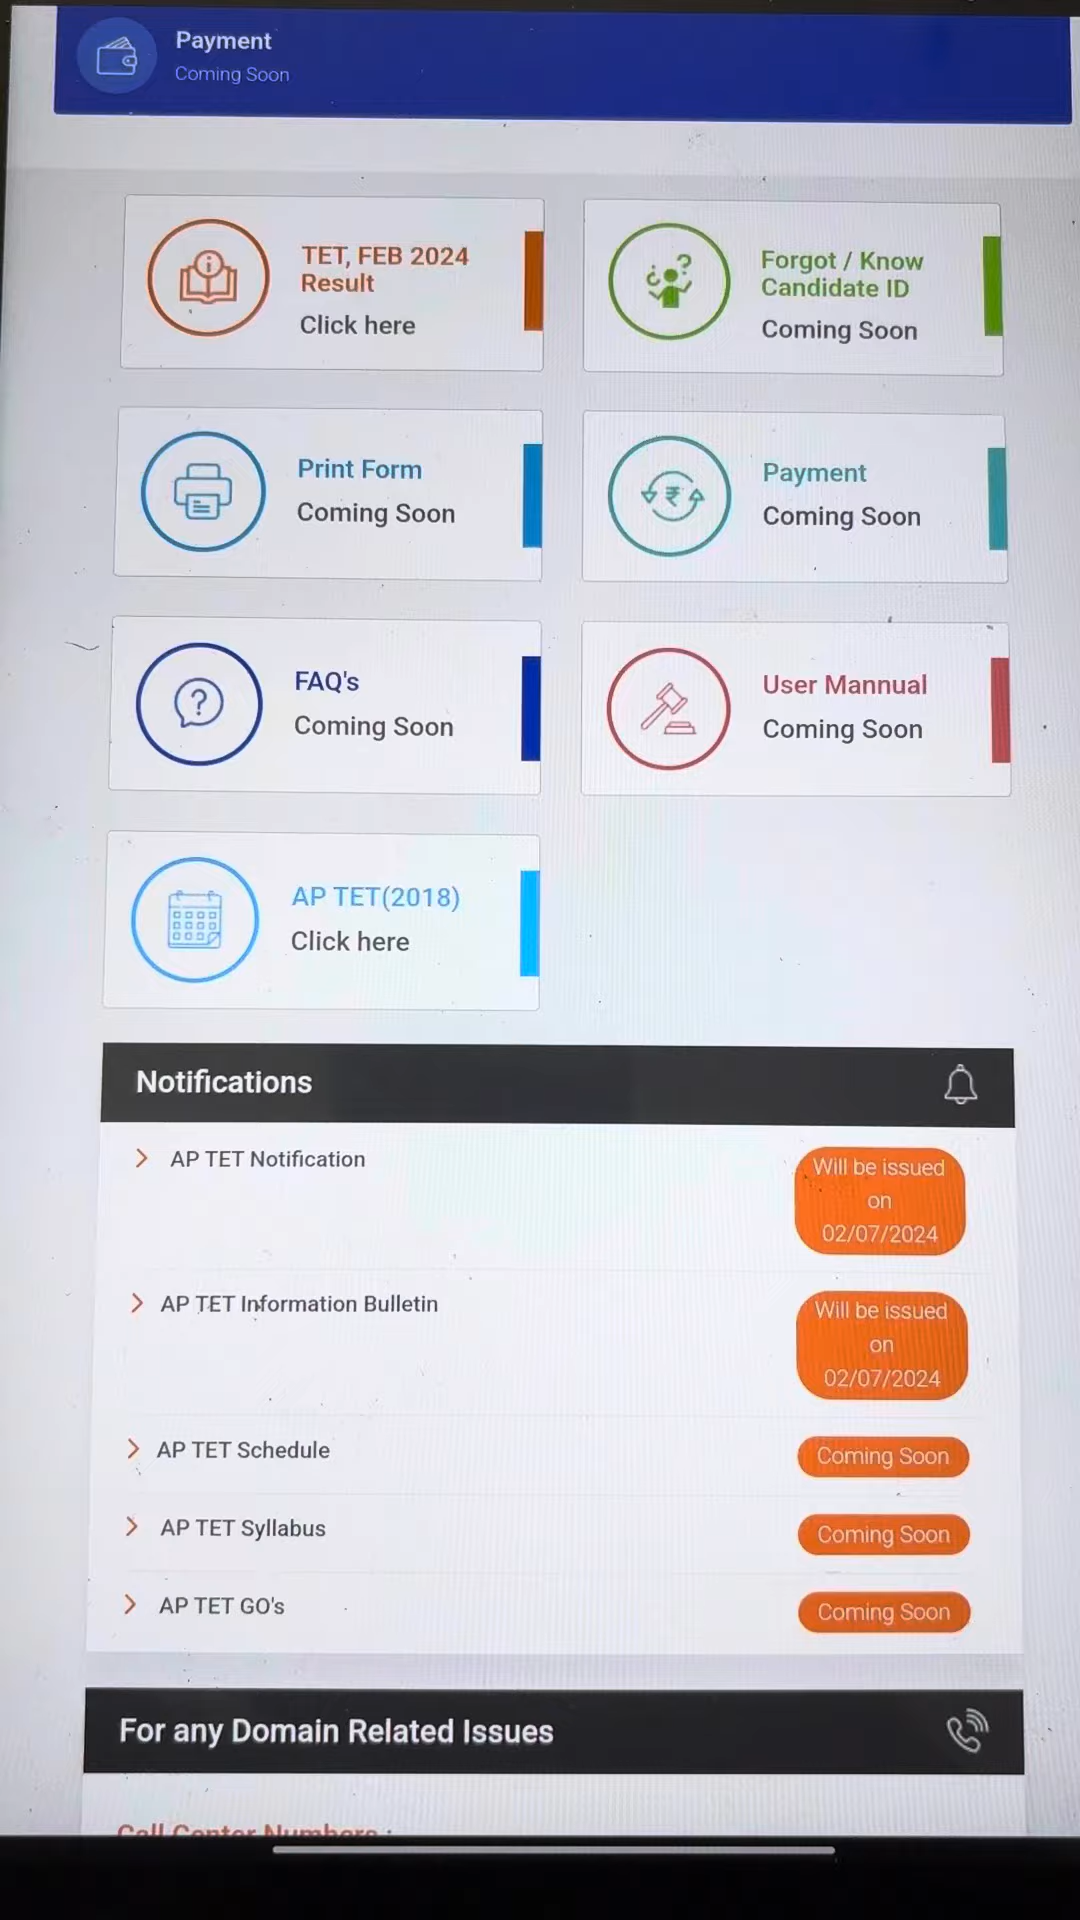 Payment
Coming Soon
TET, FEB 2024
Result
Click here
Forgot / Know
Candidate ID
Coming Soon
Print Form
Coming Soon
Payment
Coming Soon
FAQ's
Coming Soon
User Mannual
Coming Soon
AP TET(2018)
Click here
Notifications
AP TET Notification
Will be issued
on
02/07/2024
AP TET Information Bulletin
Will be issued
on
02/07/2024
AP TET Schedule
Coming Soon
AP TET Syllabus
Coming Soon
AP TET GO's
Coming Soon
For any Domain Related Issues
Call Center Numbers :